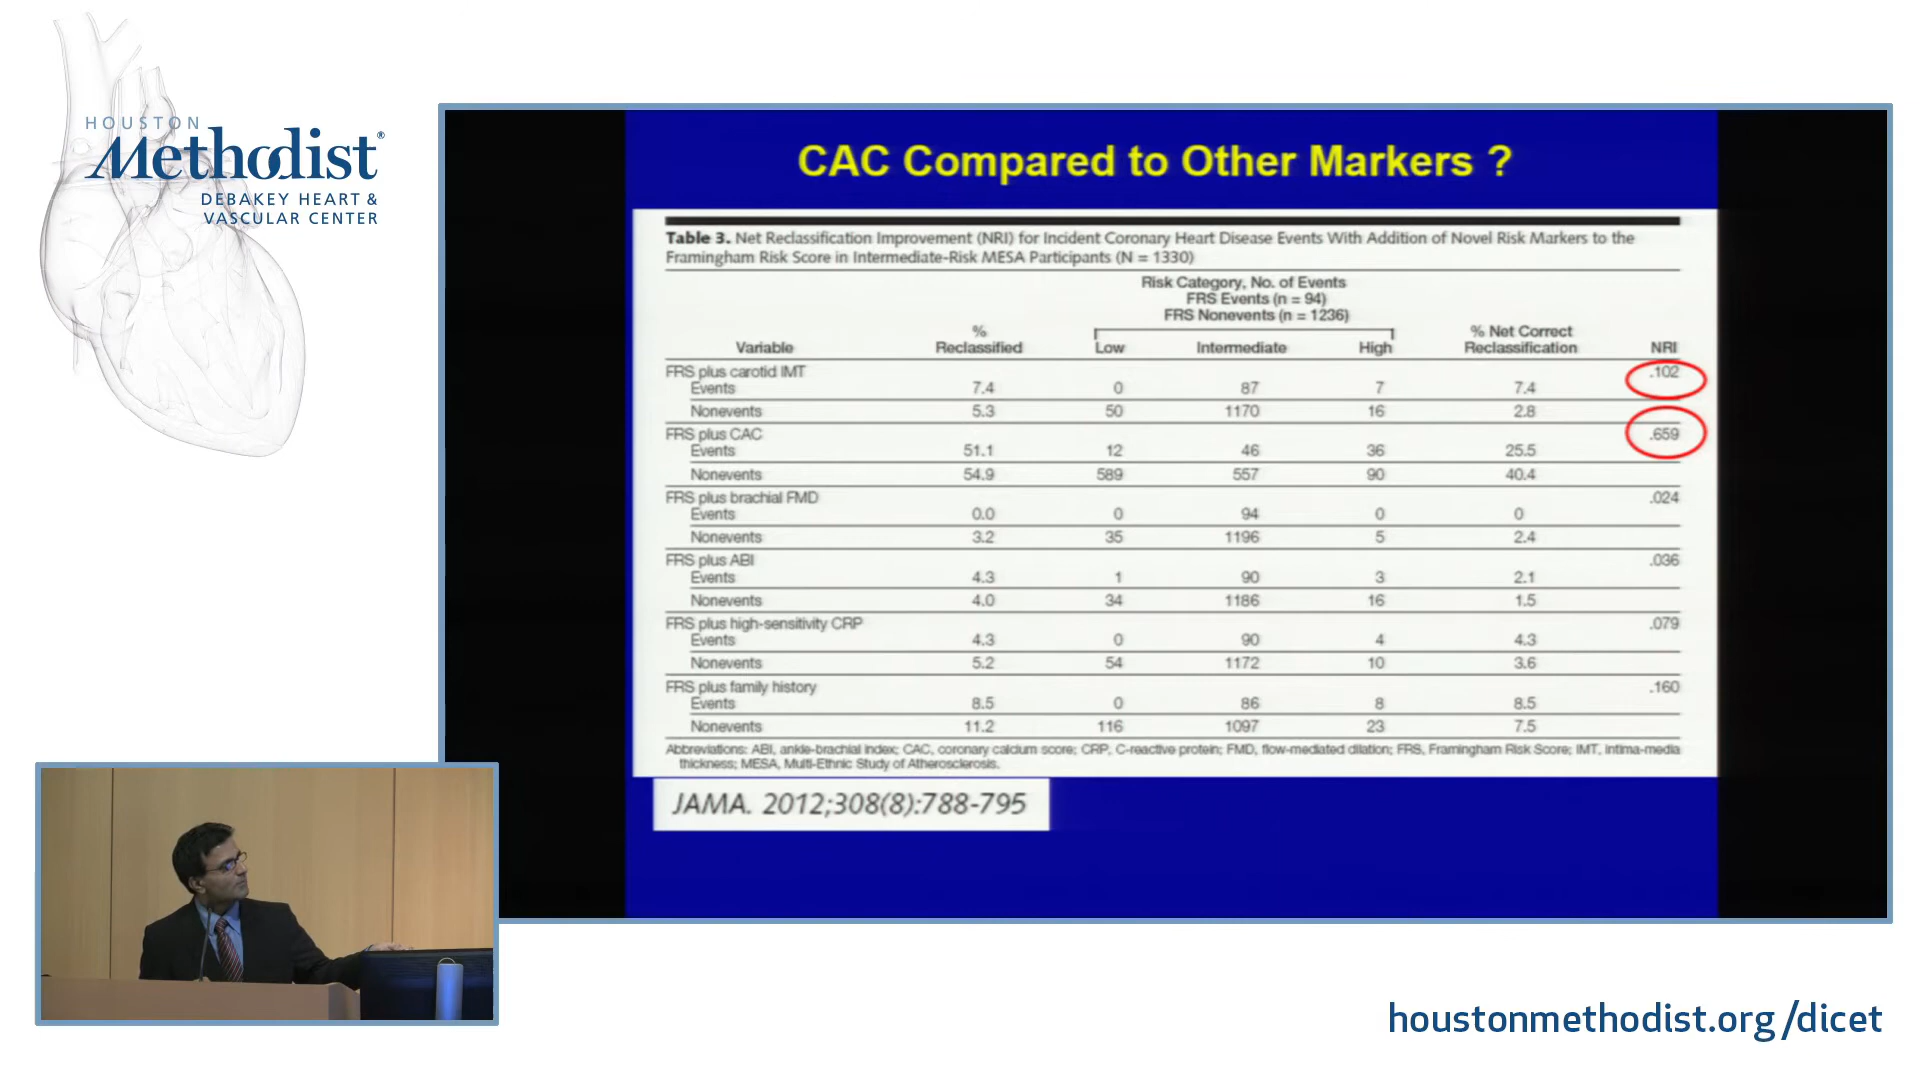 HOUSTON
Methodist®
DEBAKEY HEART &
VASCULAR CENTER
CAC Compared to Other Markers ?
Table 3. Net Reclassification Improvement (NRI) for Incident Coronary Heart Disease Events With Addition of Novel Risk Markers to the
Framingham Risk Score in Intermediate-Risk MESA Participants (N = 1330)
Risk Category, No. of Events
FRS Events (n = 94)
FRS Nonevents (n = 1236)
% % Net Correct
Variable Reclassified Low Intermediate High Reclassification NRI
FRS plus carotid IMT .102
Events 7.4 0 87 7 7.4
Nonevents 5.3 50 1170 16 2.8
FRS plus CAC .659
Events 51.1 12 46 36 25.5
Nonevents 54.9 589 557 90 40.4
FRS plus brachial FMD .024
Events 0.0 0 94 0 0
Nonevents 3.2 35 1196 5 2.4
FRS plus ABI .036
Events 4.3 1 90 3 2.1
Nonevents 4.0 34 1186 16 1.5
FRS plus high-sensitivity CRP .079
Events 4.3 0 90 4 4.3
Nonevents 5.2 54 1172 10 3.6
FRS plus family history .160
Events 8.5 0 86 8 8.5
Nonevents 11.2 116 1097 23 7.5
Abbreviations: ABI, ankle-brachial index; CAC, coronary calcium score; CRP, C-reactive protein; FMD, flow-mediated dilation; FRS, Framingham Risk Score; IMT, intima-media
thickness; MESA, Multi-Ethnic Study of Atherosclerosis.
JAMA. 2012;308(8):788-795
houstonmethodist.org/dicet